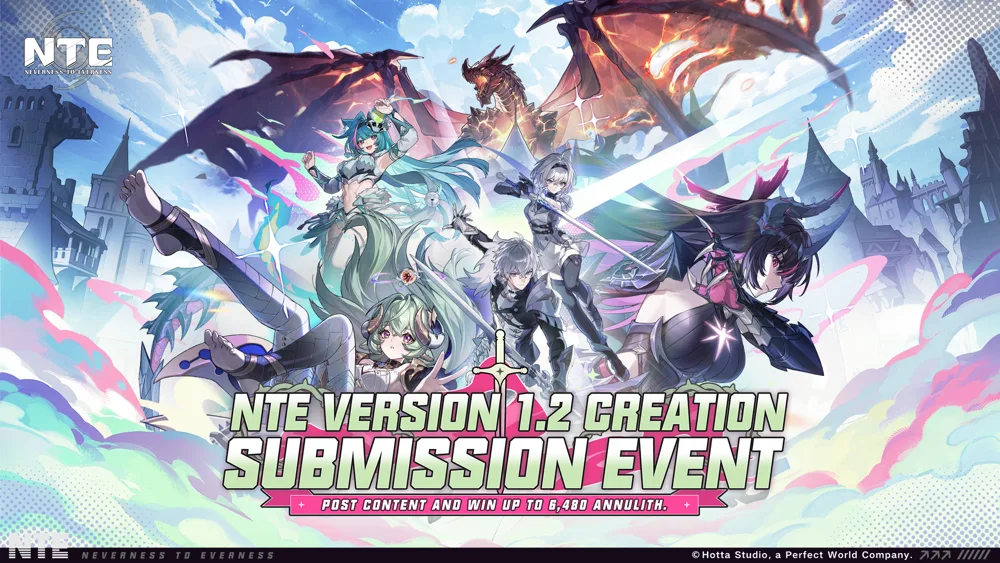 NTE
NEVERNESS TO EVERNESS
NTE VERSION 1.2 CREATION
SUBMISSION EVENT
POST CONTENT AND WIN UP TO 6,480 ANNULITH.
NTE NEVERNESS TO EVERNESS
©Hotta Studio, a Perfect World Company.